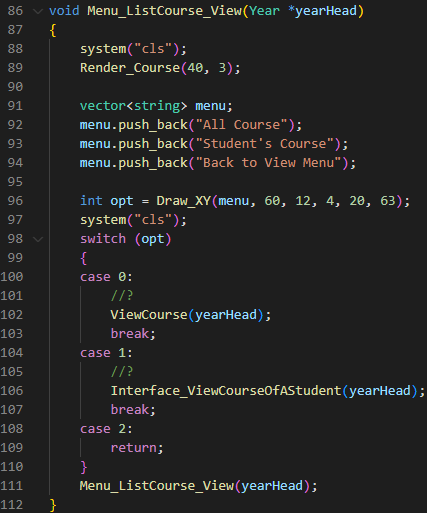 86 void Menu_ListCourse_View(Year *yearHead)
87 {
88     system("cls");
89     Render_Course(40, 3);
90
91     vector<string> menu;
92     menu.push_back("All Course");
93     menu.push_back("Student's Course");
94     menu.push_back("Back to View Menu");
95
96     int opt = Draw_XY(menu, 60, 12, 4, 20, 63);
97     system("cls");
98     switch (opt)
99     {
100     case 0:
101         //?
102         ViewCourse(yearHead);
103         break;
104     case 1:
105         //?
106         Interface_ViewCourseOfAStudent(yearHead);
107         break;
108     case 2:
109         return;
110     }
111     Menu_ListCourse_View(yearHead);
112 }